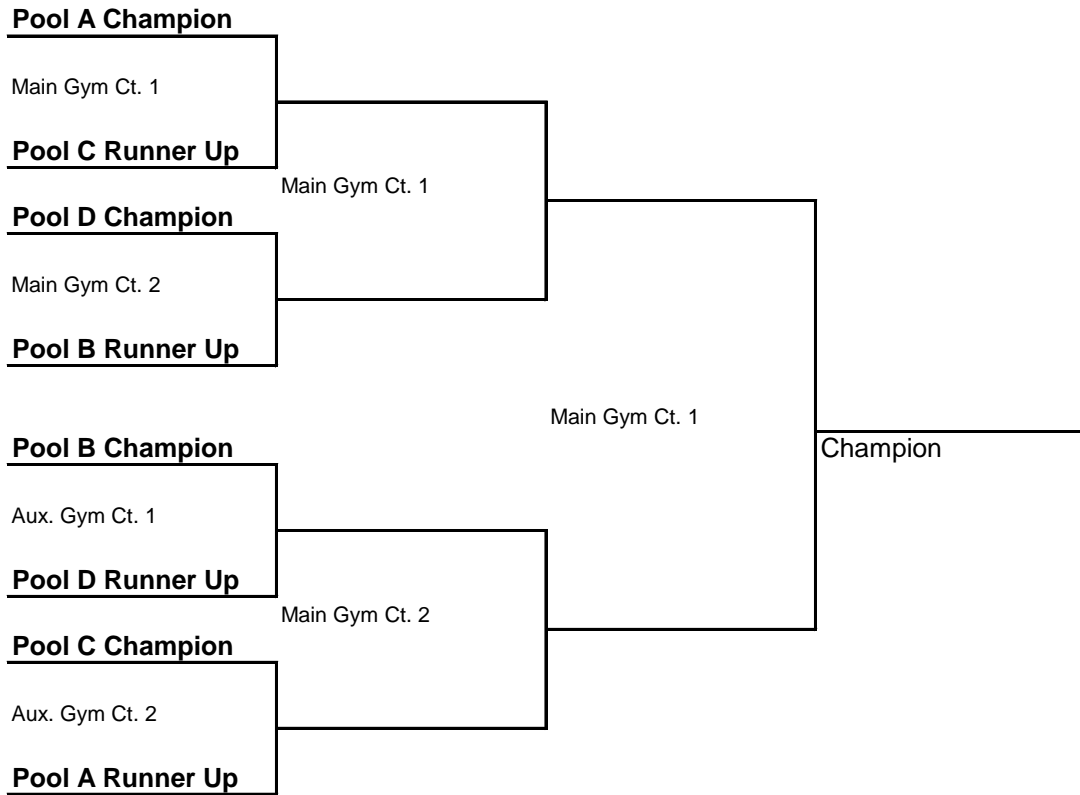 Pool A Champion
Main Gym Ct. 1
Pool C Runner Up
Main Gym Ct. 1
Pool D Champion
Main Gym Ct. 2
Pool B Runner Up
Main Gym Ct. 1
Pool B Champion
Champion
Aux. Gym Ct. 1
Pool D Runner Up
Main Gym Ct. 2
Pool C Champion
Aux. Gym Ct. 2
Pool A Runner Up